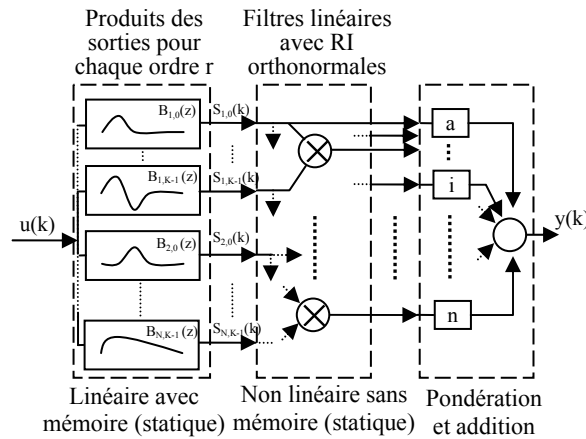 Produits des
sorties pour
chaque ordre r
Filtres linéaires
avec RI
orthonormales
B1,0(z)
S1,0(k)
a
B1,K-1(z)
S1,K-1(k)
i
u(k)
y(k)
B2,0(z)
S2,0(k)
BN,K-1(z)
SN,K-1(k)
n
Linéaire avec
mémoire (statique)
Non linéaire sans
mémoire (statique)
Pondération
et addition